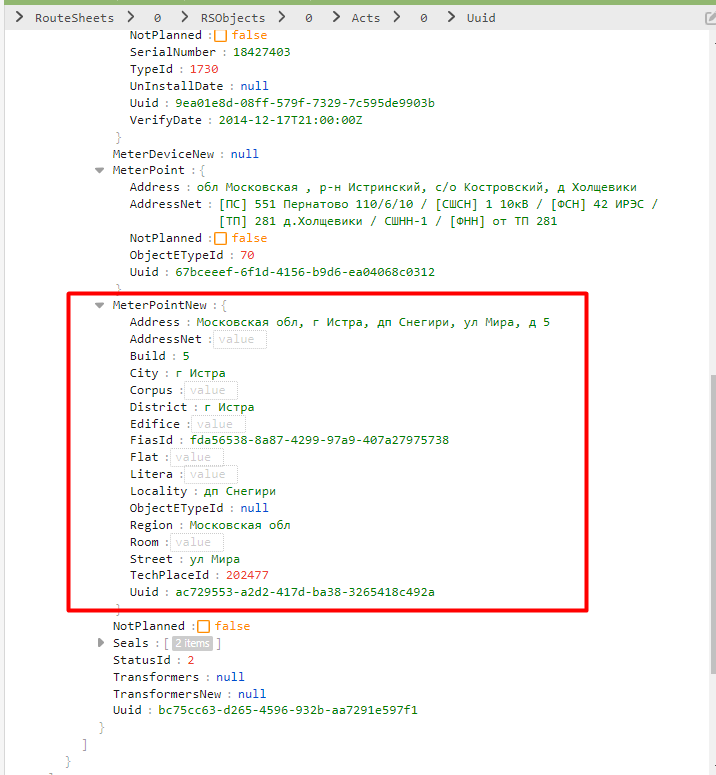 RouteSheets > 0 > RSObjects > 0 > Acts > 0 > Uuid
NotPlanned : false
SerialNumber : 18427403
TypeId : 1730
UnInstallDate : null
Uuid : 9ea01e8d-08ff-579f-7329-7c595de9903b
VerifyDate : 2014-12-17T21:00:00Z
}
MeterDeviceNew : null
MeterPoint : {
Address : обл Московская , р-н Истринский, с/о Костровский, д Холщевики
AddressNet : [ПС] 551 Пернатово 110/6/10 / [СШСН] 1 10кВ / [ФСН] 42 ИРЭС /
[ТП] 281 д.Холщевики / СШНН-1 / [ФНН] от ТП 281
NotPlanned : false
ObjectETypeId : 70
Uuid : 67bceeef-6f1d-4156-b9d6-ea04068c0312
}
MeterPointNew : {
Address : Московская обл, г Истра, дп Снегири, ул Мира, д 5
AddressNet : value
Build : 5
City : г Истра
Corpus : value
District : г Истра
Edifice : value
FiasId : fda56538-8a87-4299-97a9-407a27975738
Flat : value
Litera : value
Locality : дп Снегири
ObjectETypeId : null
Region : Московская обл
Room : value
Street : ул Мира
TechPlaceId : 202477
Uuid : ac729553-a2d2-417d-ba38-3265418c492a
}
NotPlanned : false
Seals : [ 2 items ]
StatusId : 2
Transformers : null
TransformersNew : null
Uuid : bc75cc63-d265-4596-932b-aa7291e597f1
}
]
}